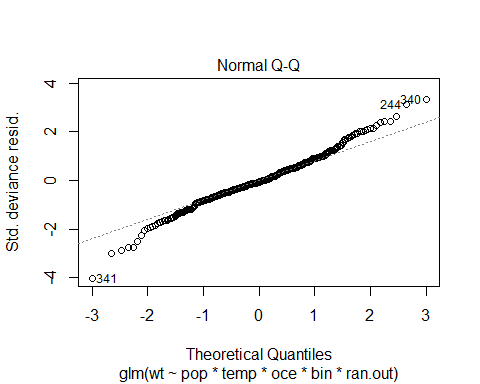 Normal Q-Q
Std. deviance resid.
4
2
0
-2
-4
244
340
341
-3 -2 -1 0 1 2 3
Theoretical Quantiles
glm(wt ~ pop * temp * oce * bin * ran.out)